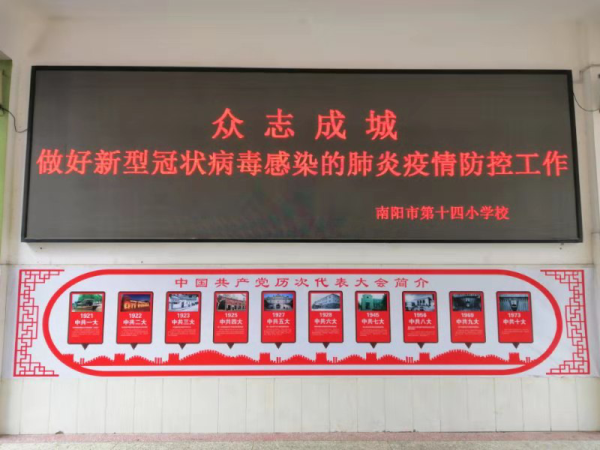 众志成城
做好新型冠状病毒感染的肺炎疫情防控工作
南阳市第十四小学校
中国共产党历次代表大会简介
1921
中共一大
1922
中共二大
1923
中共三大
1925
中共四大
1927
中共五大
1928
中共六大
1945
中共七大
1956
中共八大
1969
中共九大
1973
中共十大